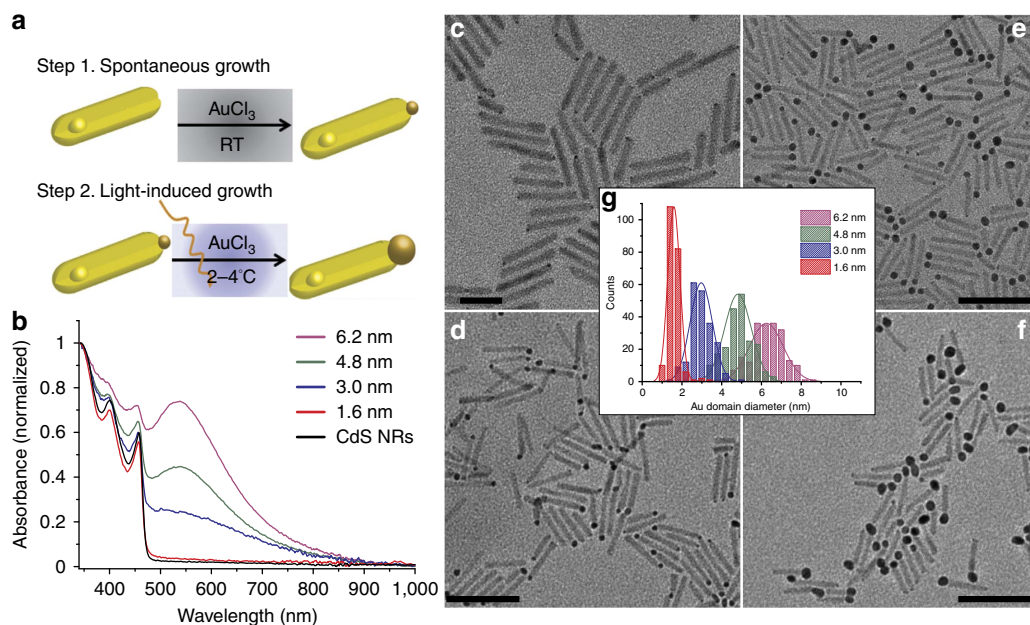 a
Step 1. Spontaneous growth
AuCl3
RT
Step 2. Light-induced growth
AuCl3
2–4°C
b
Absorbance (normalized)
1
0.8
0.6
0.4
0.2
0
6.2 nm
4.8 nm
3.0 nm
1.6 nm
CdS NRs
400 500 600 700 800 900 1,000
Wavelength (nm)
c
e
g
Counts
100
80
60
40
20
0
6.2 nm
4.8 nm
3.0 nm
1.6 nm
0 2 4 6 8 10
Au domain diameter (nm)
d
f